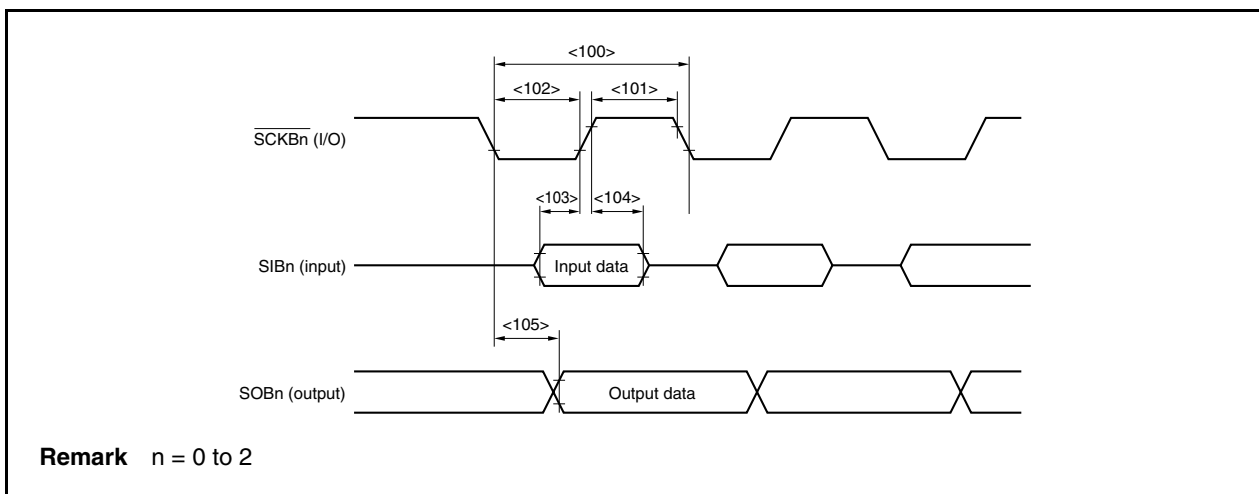 <100>
<102> <101>
SCKBn (I/O)
<103> <104>
SIBn (input) Input data
<105>
SOBn (output) Output data
Remark n = 0 to 2